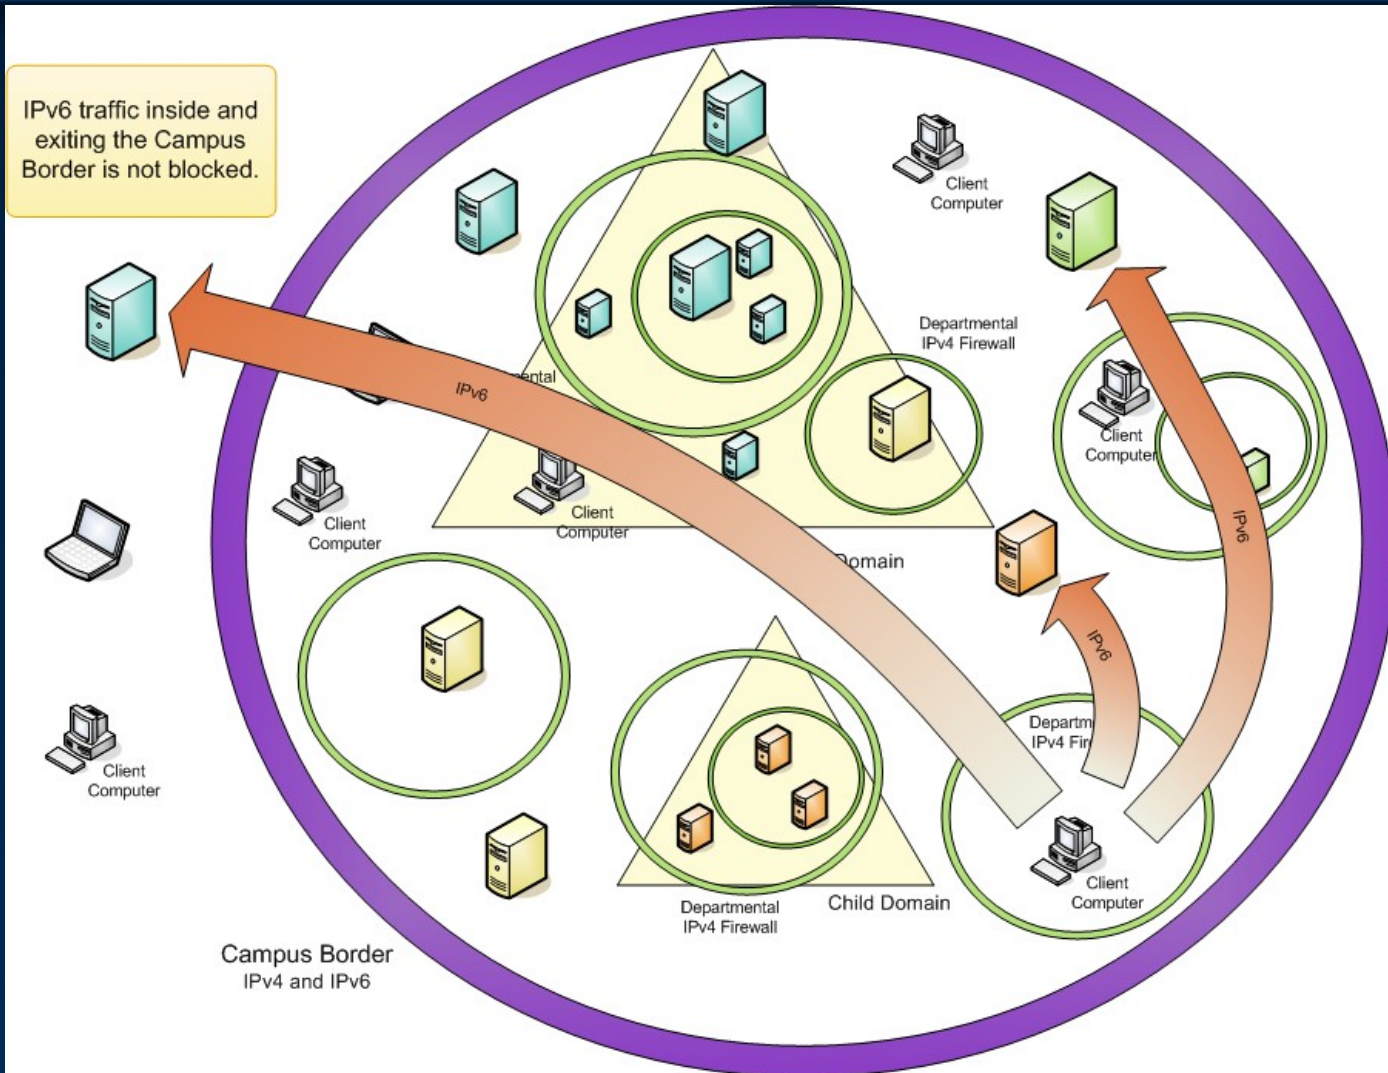 IPv6 traffic inside and
exiting the Campus
Border is not blocked.
Client
Computer
Departmental
IPv4 Firewall
IPv6
Client
Computer
IPv6
Client
Computer
Client
Computer
Domain
IPv6
Client
Computer
IPv4
Client
Computer
Departmental
IPv4 Firewall
Child Domain
Campus Border
IPv4 and IPv6